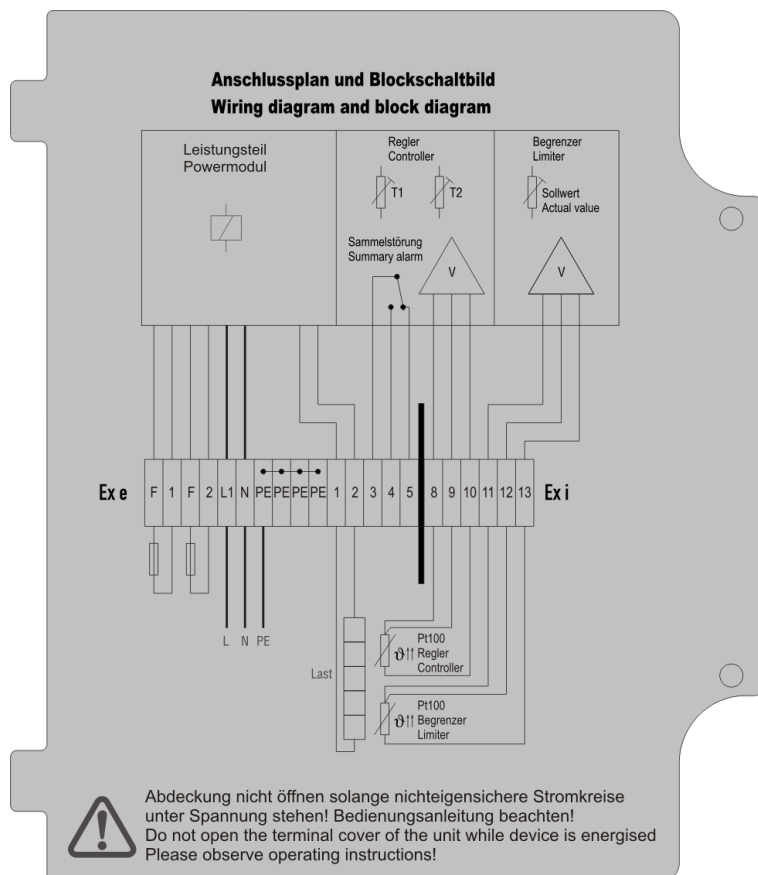 Anschlussplan und Blockschaltbild
Wiring diagram and block diagram
Leistungsteil
Powermodul
Regler
Controller
T1
T2
Begrenzer
Limiter
Sollwert
Actual value
Sammelstörung
Summary alarm
V
V
Ex e
F 1 F 2 L1 N PE PE PE PE 1 2 3 4 5 8 9 10 11 12 13
Ex i
L N PE
Last
Pt100
ϑ↑↑ Regler
Controller
Pt100
ϑ↑↑ Begrenzer
Limiter
Abdeckung nicht öffnen solange nichteigensichere Stromkreise
unter Spannung stehen! Bedienungsanleitung beachten!
Do not open the terminal cover of the unit while device is energised
Please observe operating instructions!